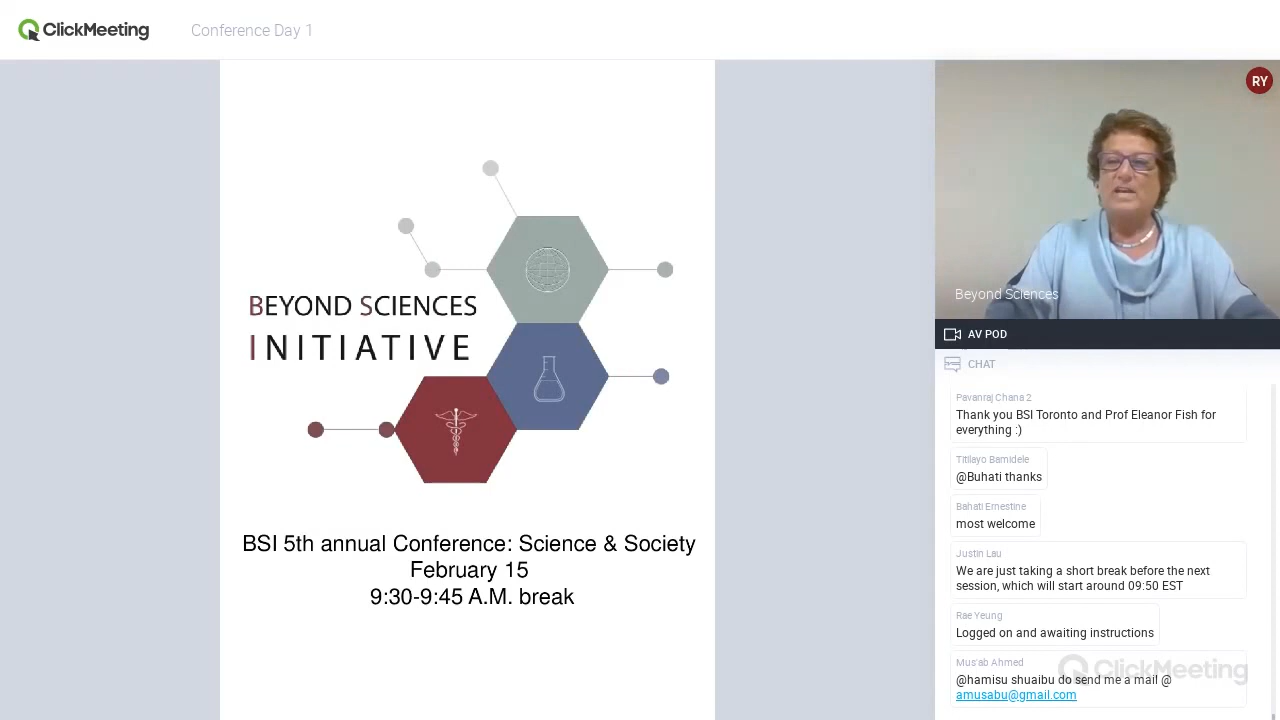 ClickMeeting
Conference Day 1
RY
BEYOND SCIENCES
INITIATIVE
BSI 5th annual Conference: Science & Society
February 15
9:30-9:45 A.M. break
Beyond Sciences
AV POD
CHAT
Pavanraj Chana 2
Thank you BSI Toronto and Prof Eleanor Fish for
everything :)
Titilayo Bamidele
@Buhati thanks
Bahati Ernestine
most welcome
Justin Lau
We are just taking a short break before the next
session, which will start around 09:50 EST
Rae Yeung
Logged on and awaiting instructions
Mus'ab Ahmed
@hamisu shuaibu do send me a mail @
amusabu@gmail.com
ClickMeeting